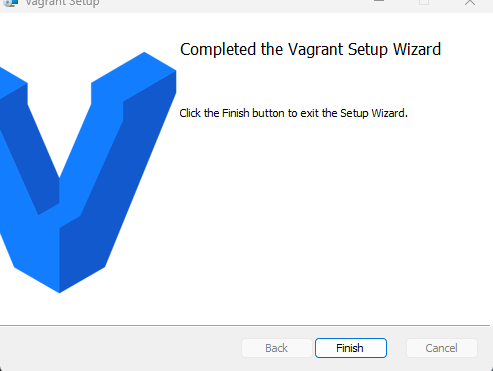 Vagrant Setup
Completed the Vagrant Setup Wizard
Click the Finish button to exit the Setup Wizard.
Back
Finish
Cancel